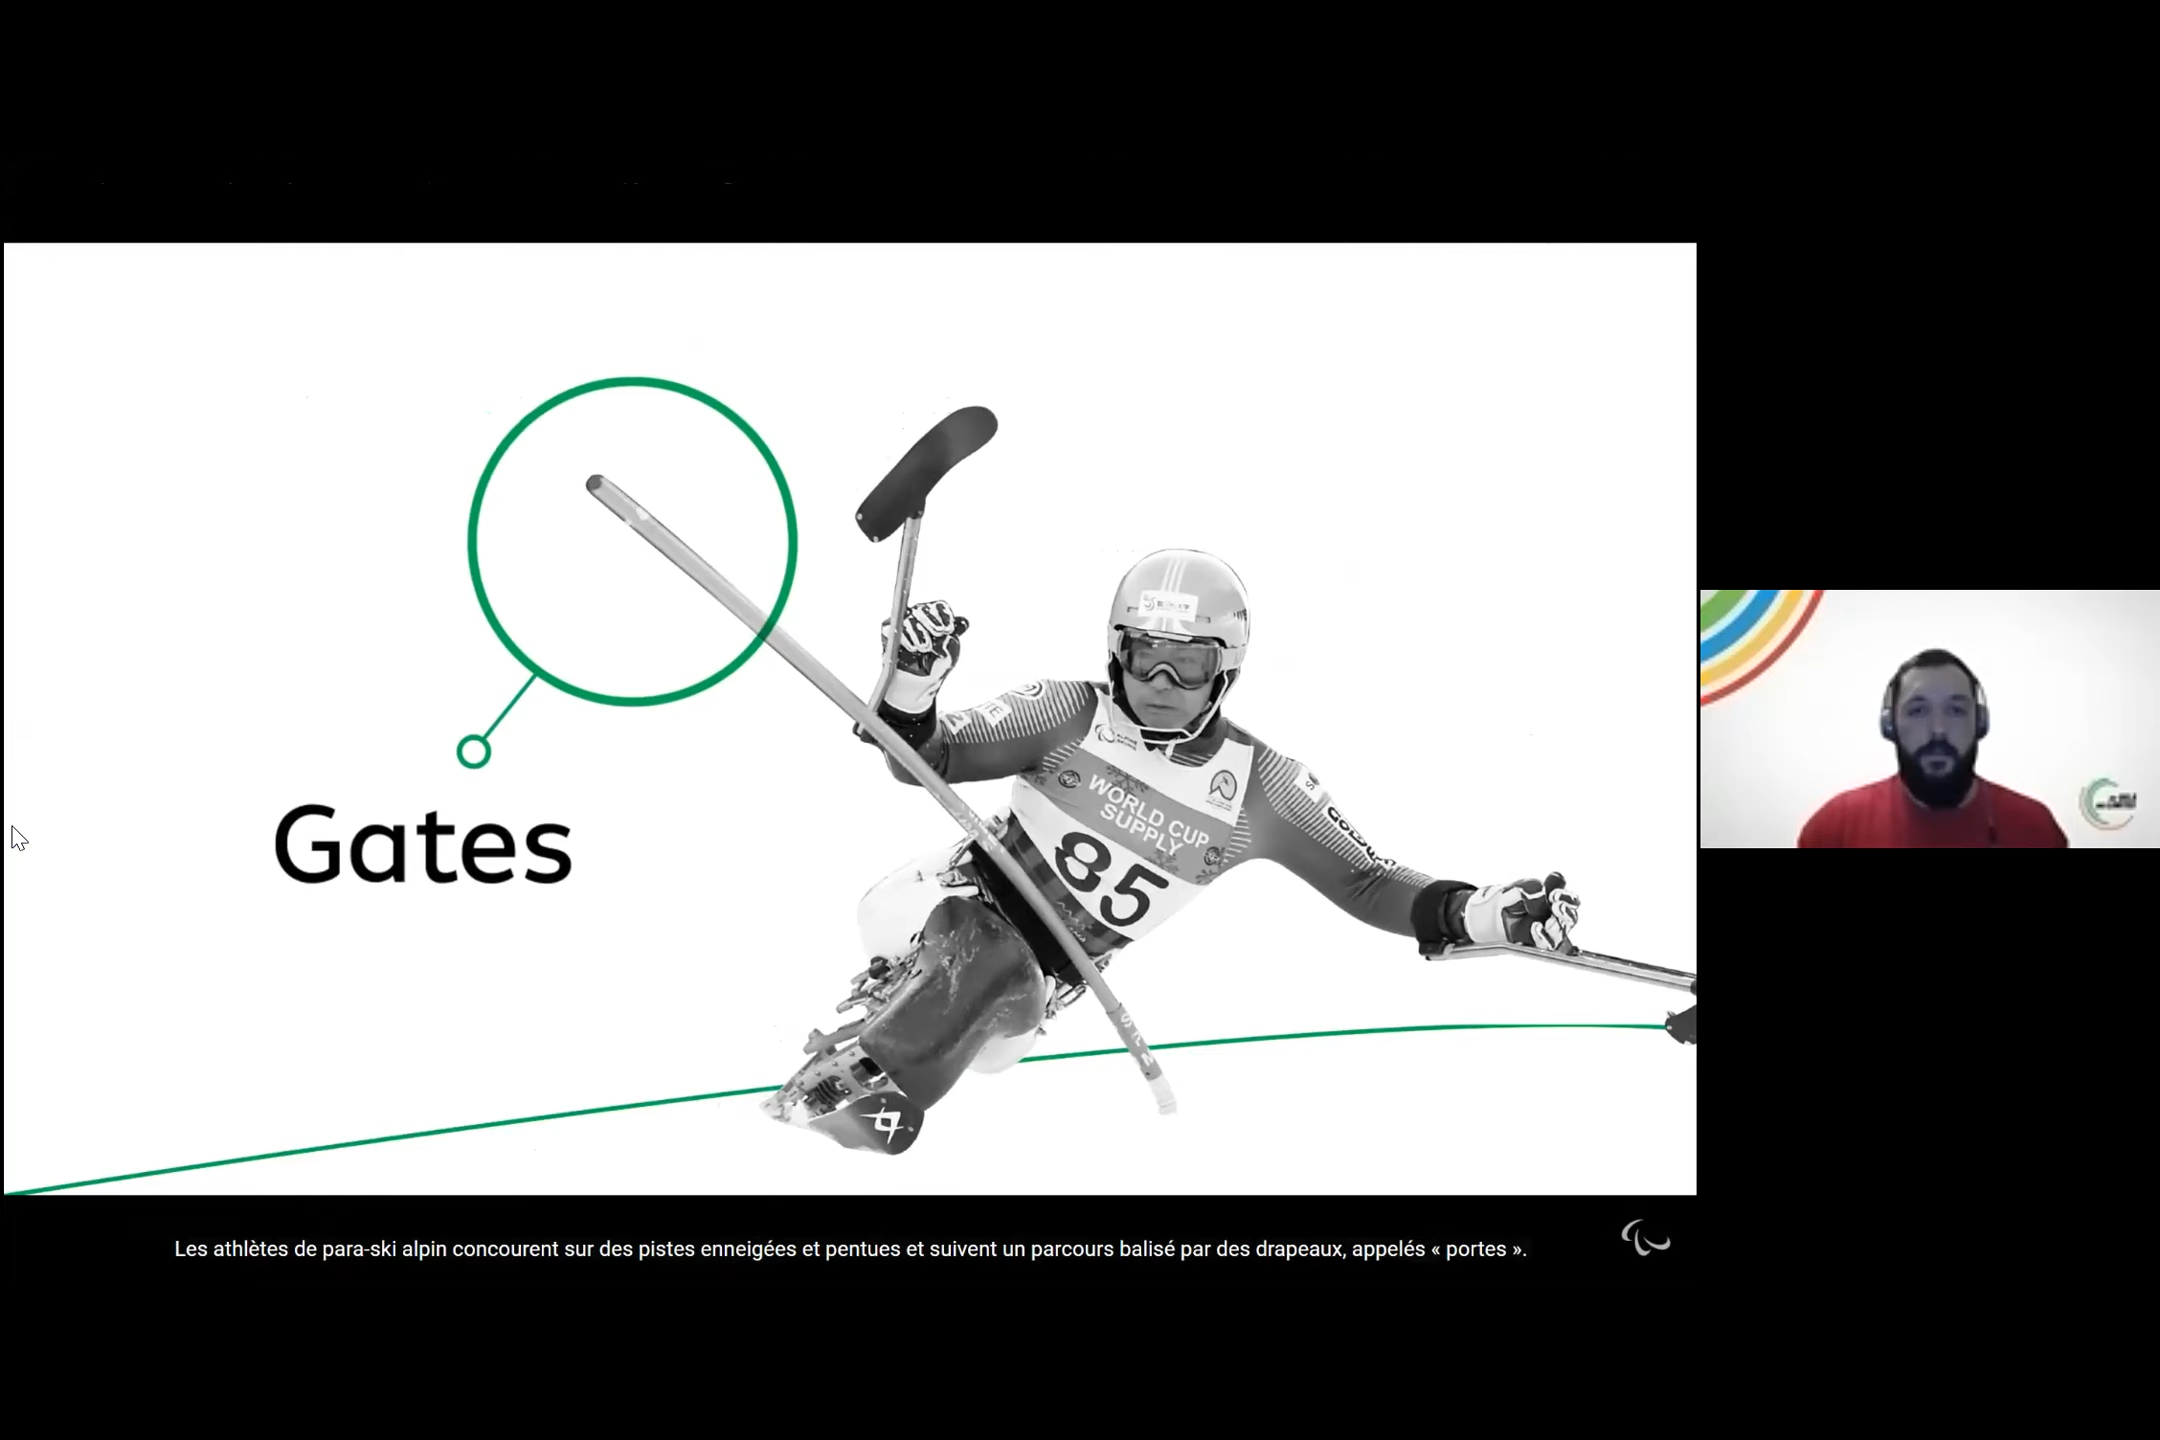 Gates
WORLD CUP
SUPPLY
85
Les athlètes de para-ski alpin concourent sur des pistes enneigées et pentues et suivent un parcours balisé par des drapeaux, appelés « portes ».